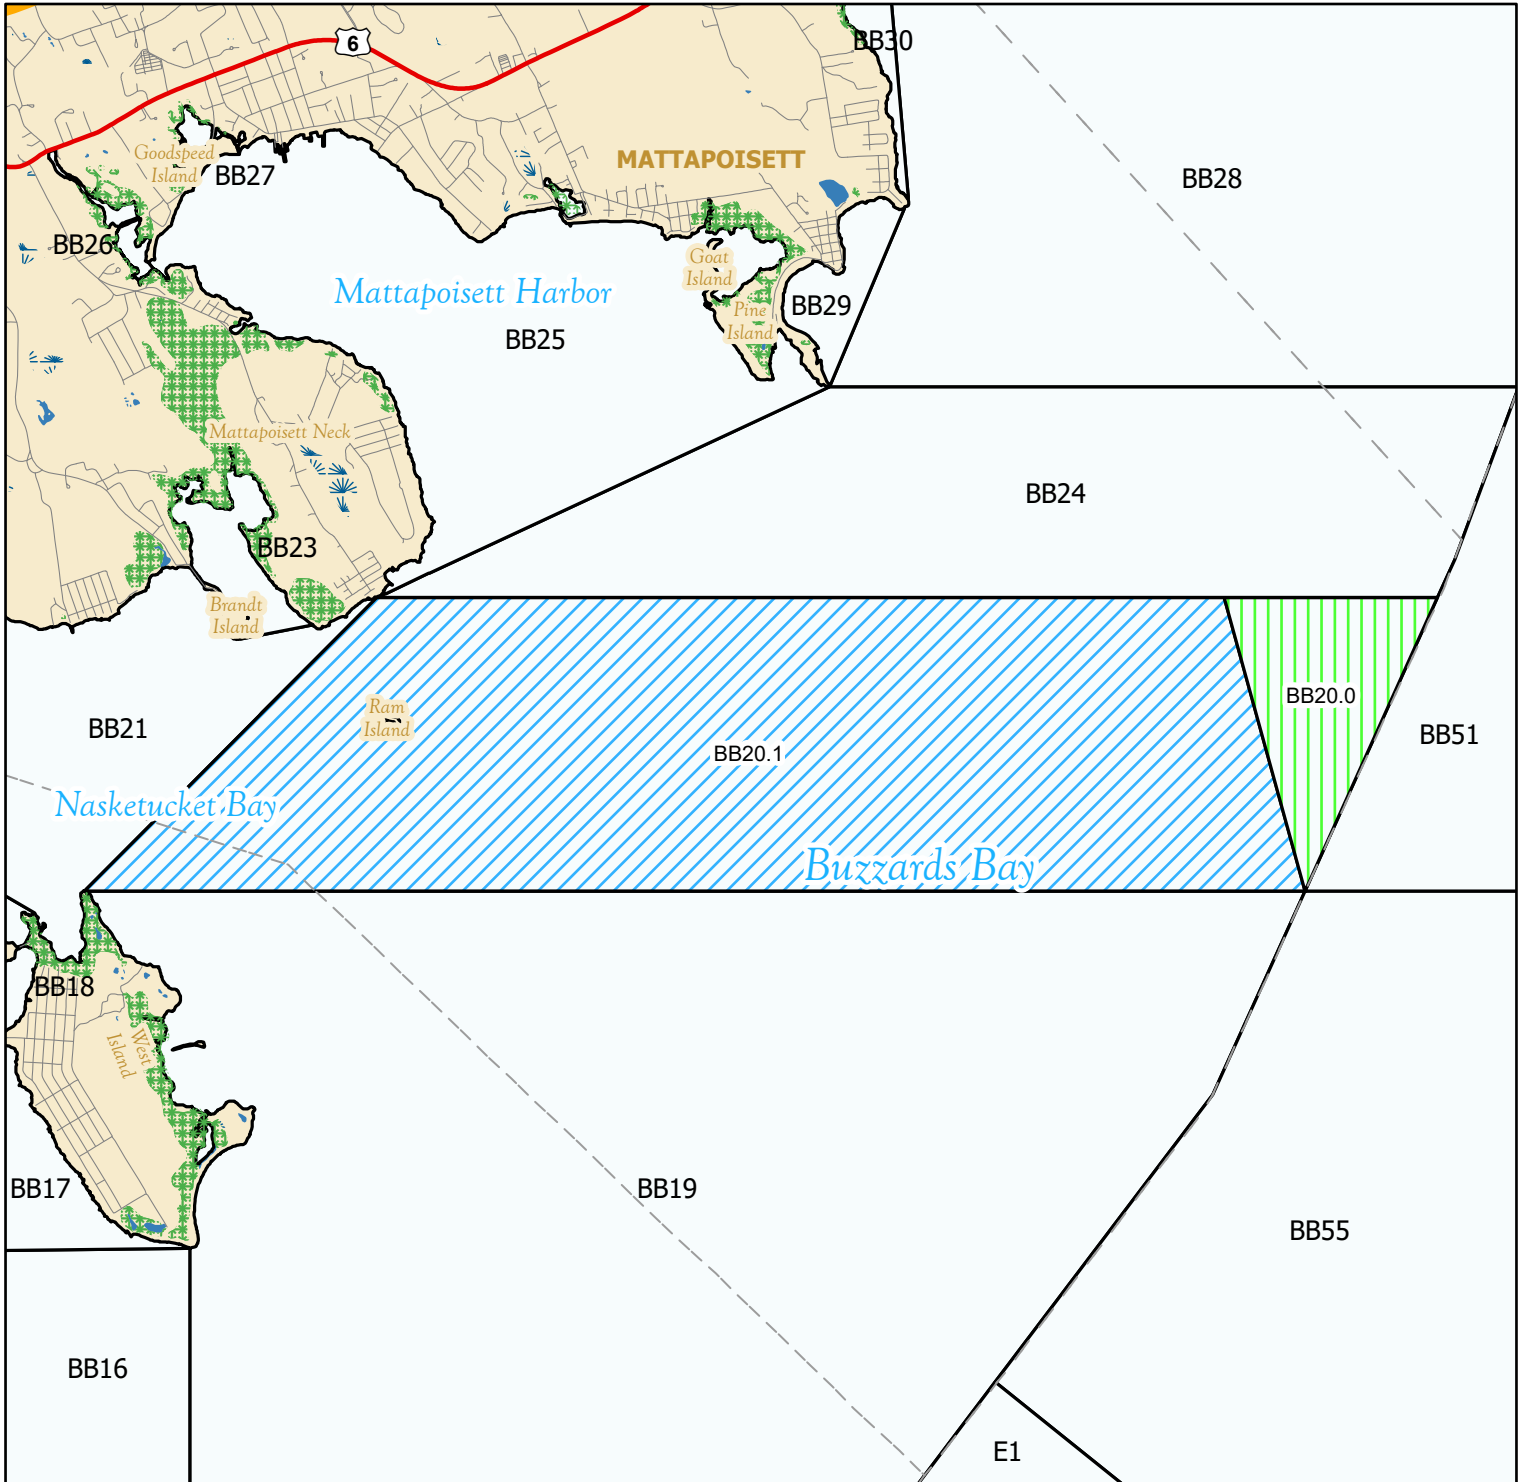 6
BB30
Goodspeed
Island
BB27
MATTAPOISETT
BB28
BB26
Goat
Island
Mattapoisett Harbor
BB29
Pine
Island
BB25
Mattapoisett Neck
BB24
BB23
Brandt
Island
BB21
Ram
Island
BB20.1
BB20.0
BB51
Nasketucket Bay
Buzzards Bay
BB18
West
Island
BB17
BB19
BB55
BB16
E1